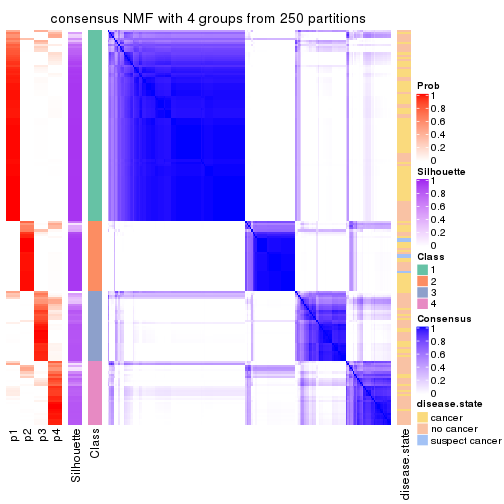 consensus NMF with 4 groups from 250 partitions
Prob
1
0.8
0.6
0.4
0.2
0
Silhouette
1
0.8
0.6
0.4
0.2
0
Class
1
2
3
4
Consensus
1
0.8
0.6
0.4
0.2
0
disease.state
cancer
no cancer
suspect cancer
p1
p2
p3
p4
Silhouette
Class
disease.state